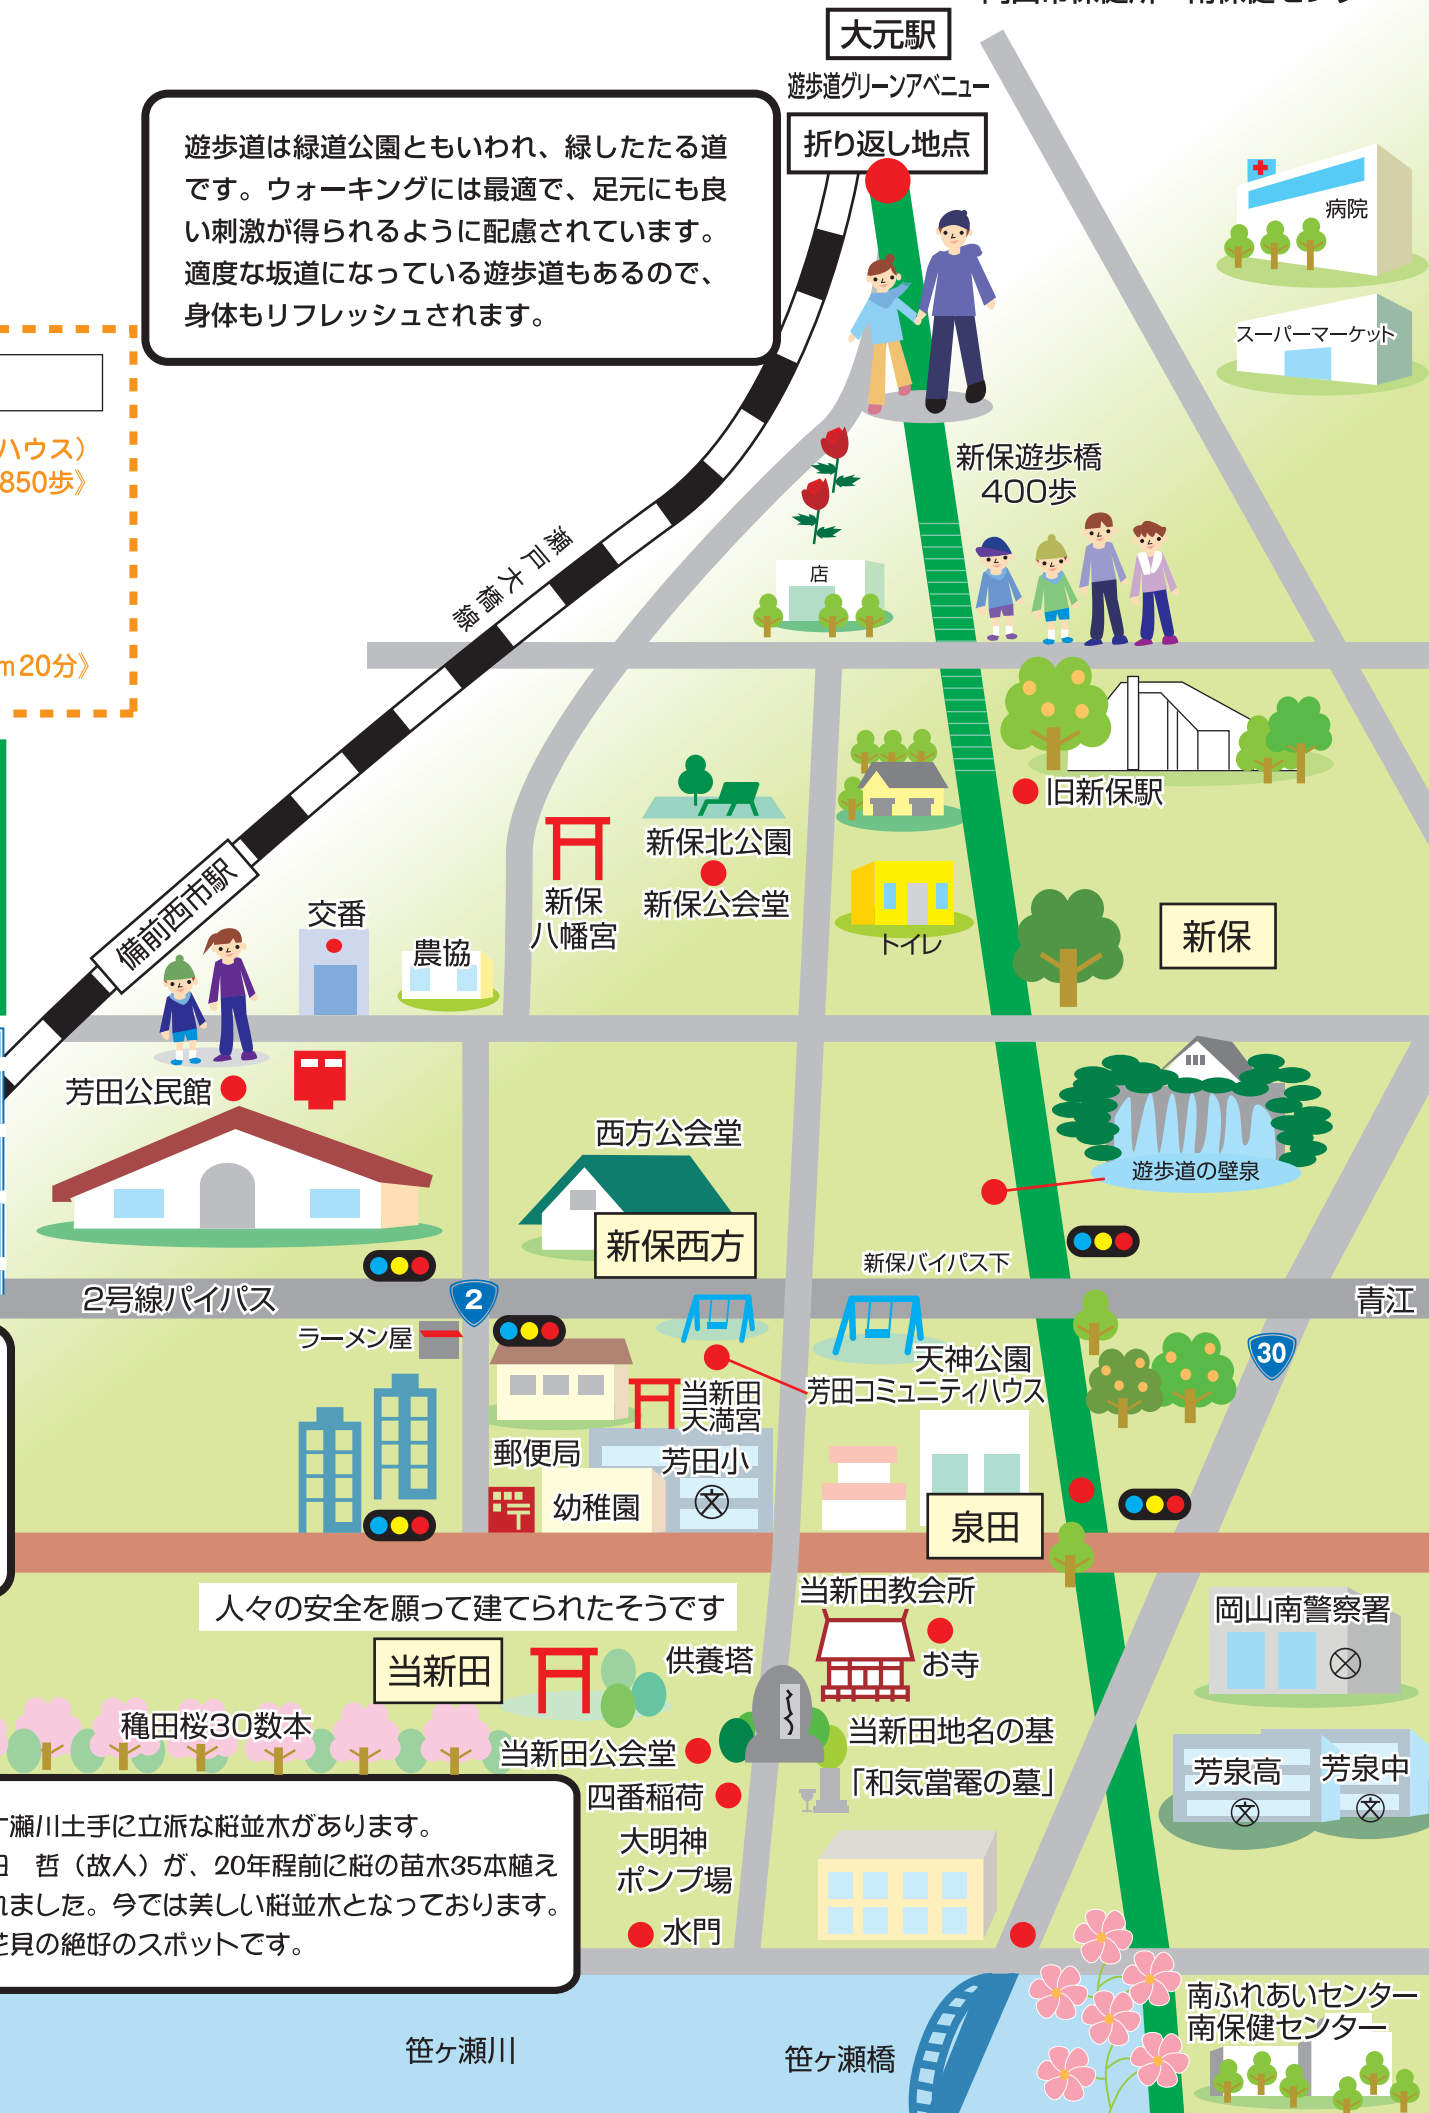 大元駅
遊歩道グリーンアベニュー
折り返し地点
遊歩道は緑道公園ともいわれ、緑したたる道
です。ウォーキングには最適で、足元にも良
い刺激が得られるように配慮されています。
適度な坂道になっている遊歩道もあるので、
身体もリフレッシュされます。
病院
スーパーマーケット
ハウス）
850歩》
m20分》
新保遊歩橋
400歩
瀬戸大橋線
店
旧新保駅
新保北公園
新保公会堂
新保
八幡宮
トイレ
新保
備前西市駅
交番
農協
芳田公民館
西方公会堂
新保西方
遊歩道の壁泉
新保バイパス下
2号線バイパス
2
青江
30
ラーメン屋
天神公園
芳田コミュニティハウス
当新田
天満宮
郵便局
芳田小
文
幼稚園
泉田
人々の安全を願って建てられたそうです
当新田教会所
お寺
岡山南警察署
当新田
供養塔
穐田桜30数本
当新田公会堂
当新田地名の基
「和気當菴の墓」
四番稲荷
大明神
ポンプ場
水門
芳泉高
文
芳泉中
文
ヶ瀬川土手に立派な桜並木があります。
田　哲（故人）が、20年程前に桜の苗木35本植え
れました。今では美しい桜並木となっております。
花見の絶好のスポットです。
笹ヶ瀬川
笹ヶ瀬橋
南ふれあいセンター
南保健センター